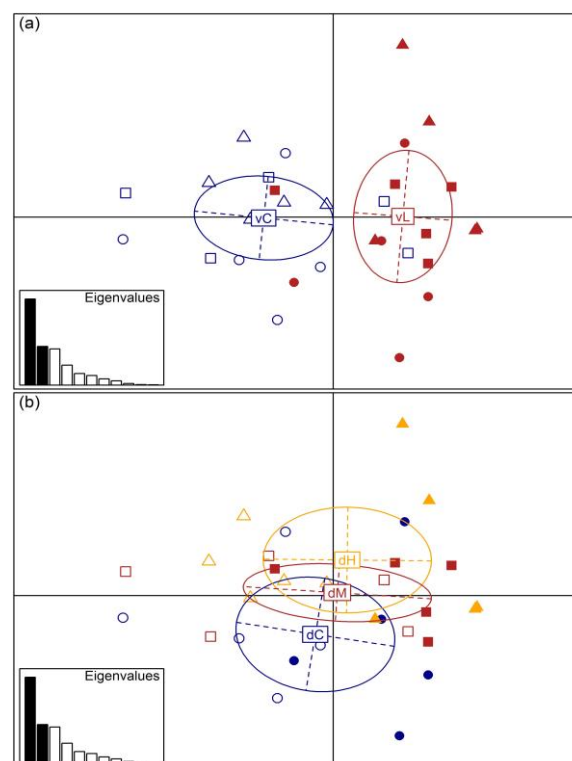 (a)
vC
vL
Eigenvalues
(b)
dH
dM
dC
Eigenvalues